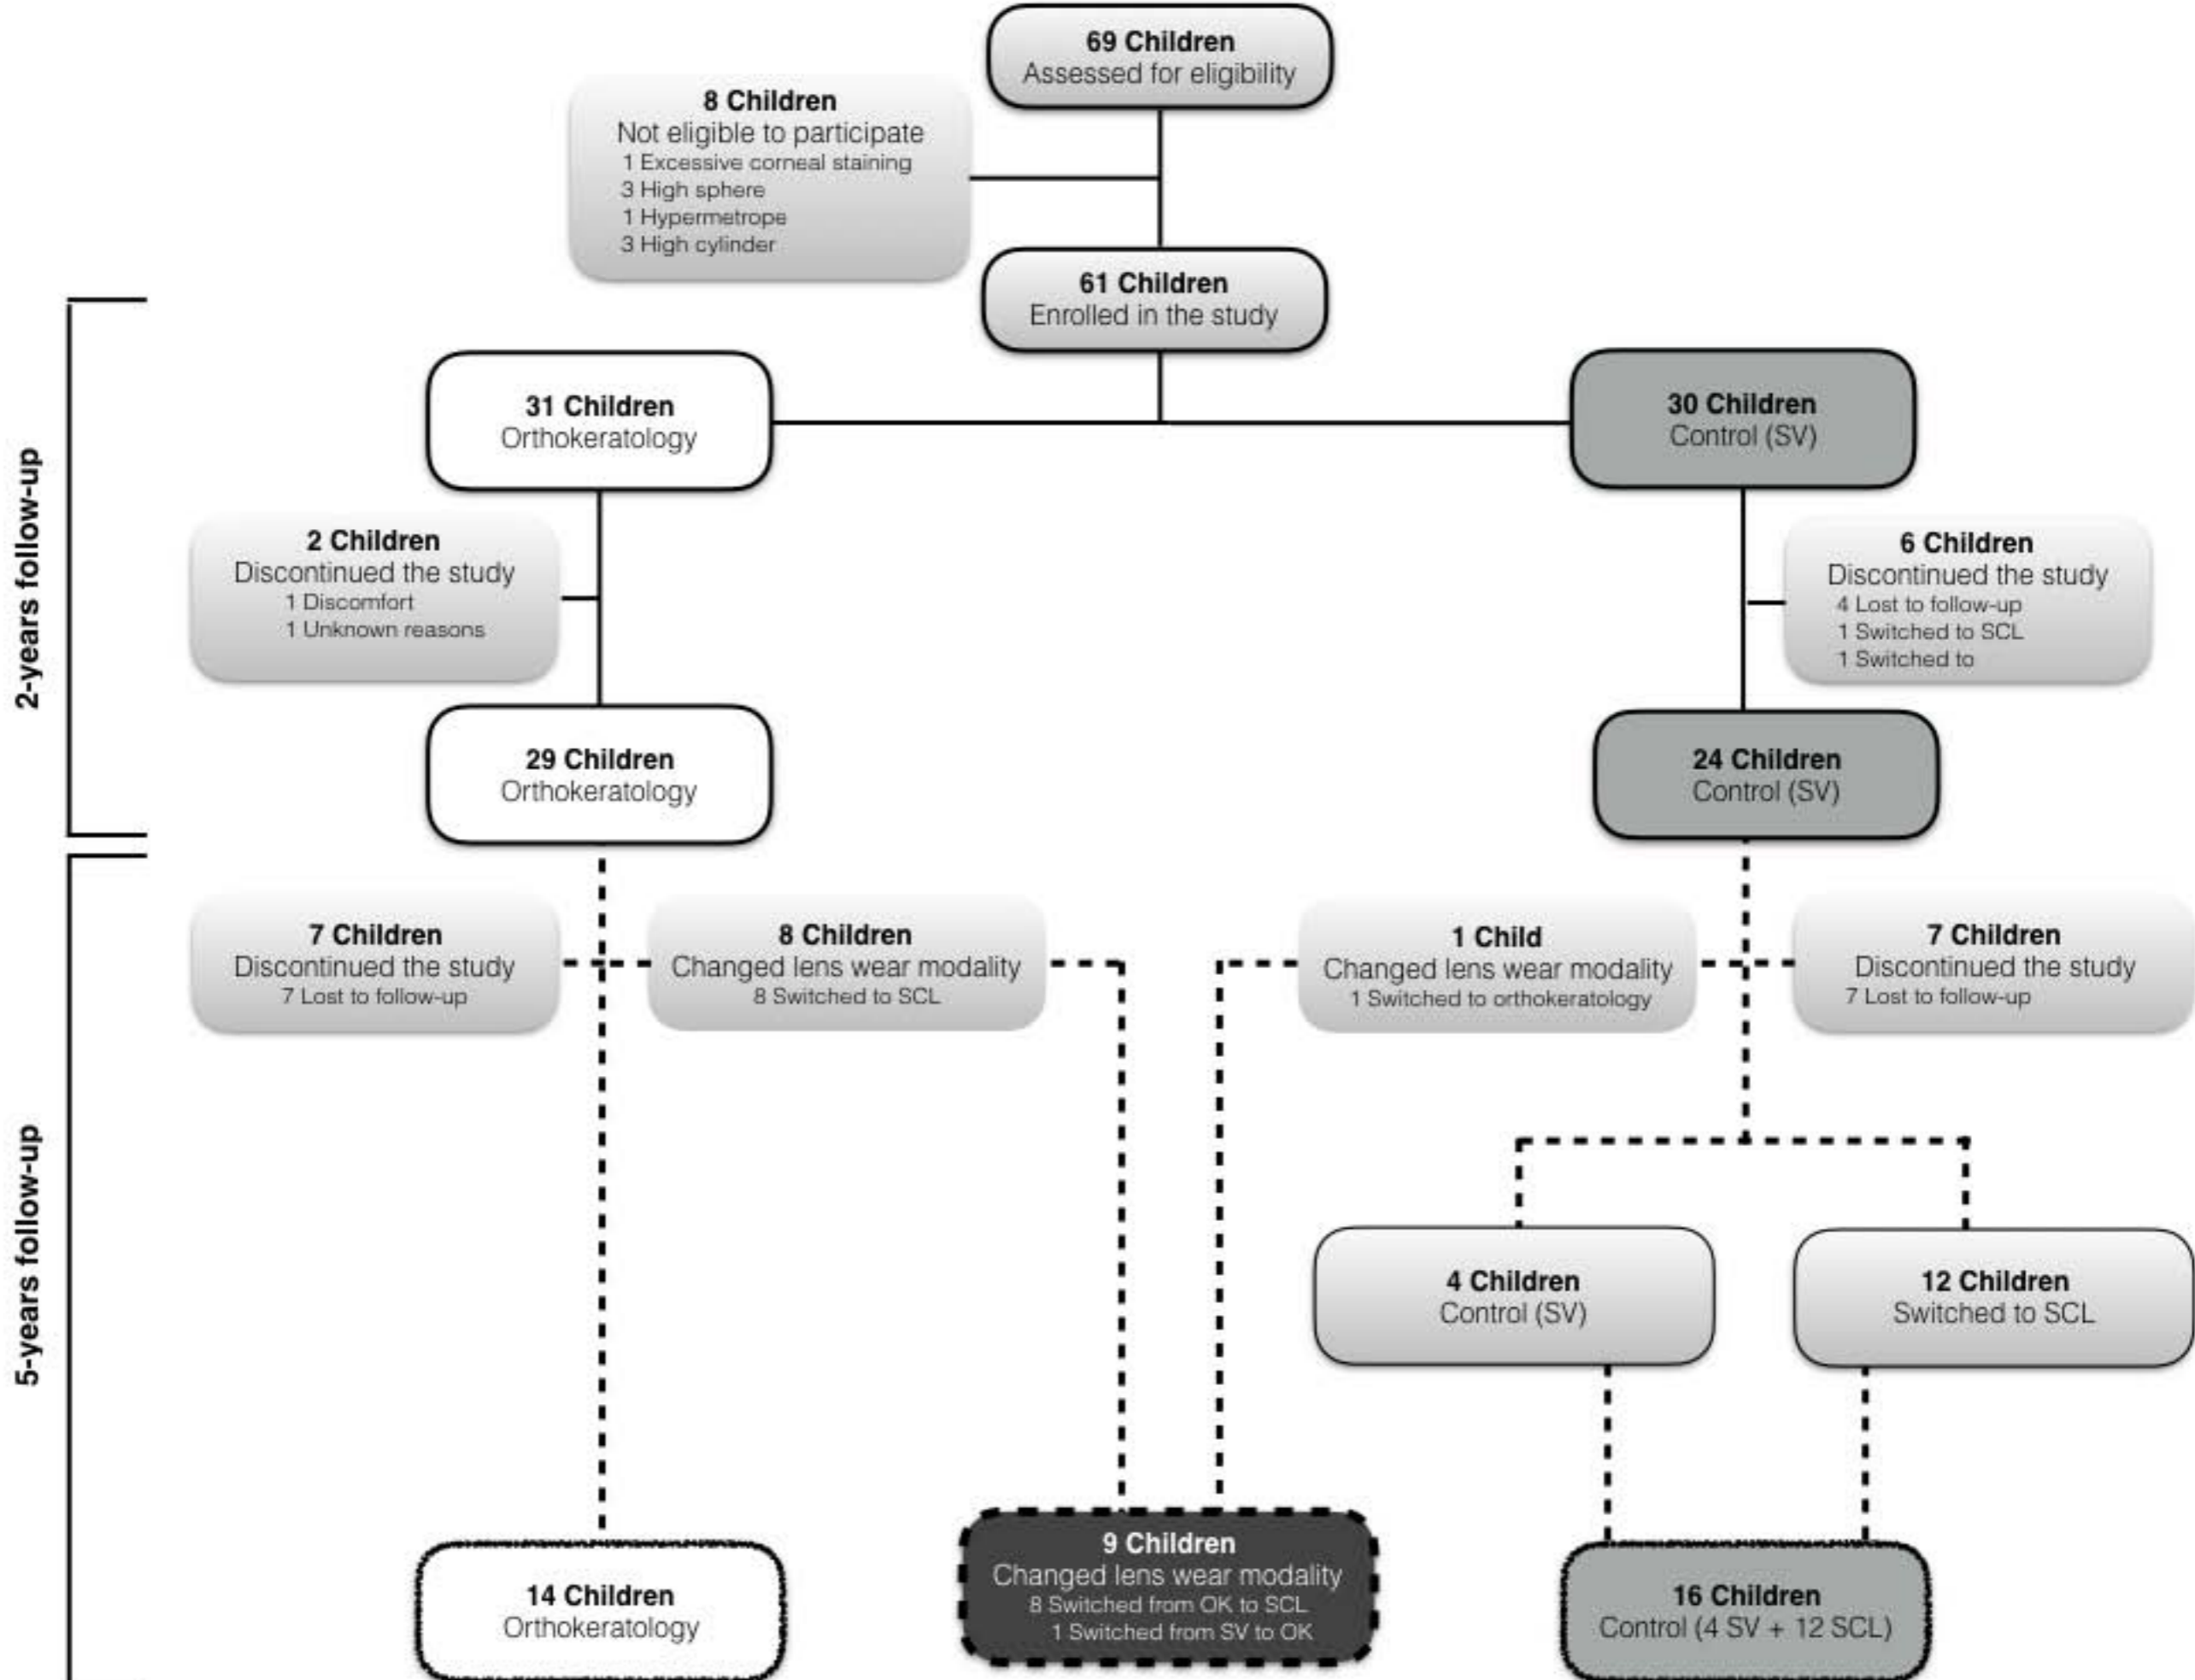 69 Children
Assessed for eligibility
8 Children
Not eligible to participate
1 Excessive corneal staining
3 High sphere
1 Hypermetrope
3 High cylinder
61 Children
Enrolled in the study
2-years follow-up
31 Children
Orthokeratology
30 Children
Control (SV)
2 Children
Discontinued the study
1 Discomfort
1 Unknown reasons
6 Children
Discontinued the study
4 Lost to follow-up
1 Switched to SCL
1 Switched to
29 Children
Orthokeratology
24 Children
Control (SV)
5-years follow-up
7 Children
Discontinued the study
7 Lost to follow-up
8 Children
Changed lens wear modality
8 Switched to SCL
1 Child
Changed lens wear modality
1 Switched to orthokeratology
7 Children
Discontinued the study
7 Lost to follow-up
4 Children
Control (SV)
12 Children
Switched to SCL
14 Children
Orthokeratology
9 Children
Changed lens wear modality
8 Switched from OK to SCL
1 Switched from SV to OK
16 Children
Control (4 SV + 12 SCL)